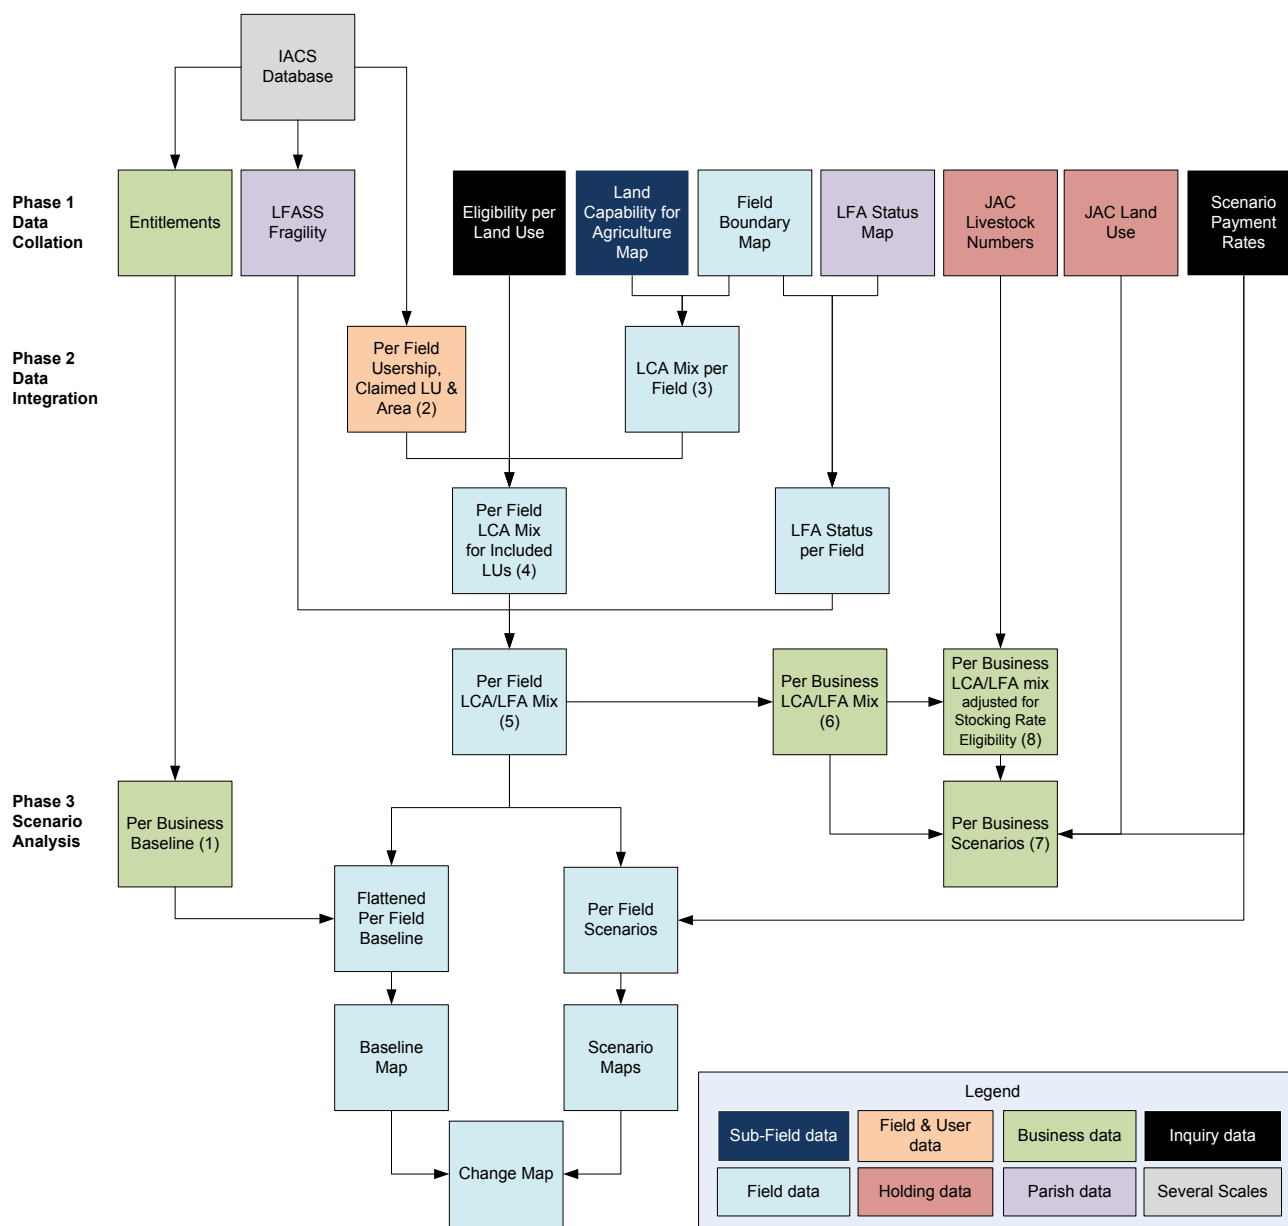 IACS
Database
Phase 1
Data
Collation
Entitlements
LFASS
Fragility
Eligibility per
Land Use
Land
Capability for
Agriculture
Map
Field
Boundary
Map
LFA Status
Map
JAC
Livestock
Numbers
JAC Land
Use
Scenario
Payment
Rates
Phase 2
Data
Integration
Per Field
Usership,
Claimed LU &
Area (2)
LCA Mix per
Field (3)
Per Field
LCA Mix
for Included
LUs (4)
LFA Status
per Field
Per Field
LCA/LFA Mix
(5)
Per Business
LCA/LFA Mix
(6)
Per Business
LCA/LFA mix
adjusted for
Stocking Rate
Eligibility (8)
Phase 3
Scenario
Analysis
Per Business
Baseline (1)
Per Business
Scenarios (7)
Flattened
Per Field
Baseline
Per Field
Scenarios
Baseline
Map
Scenario
Maps
Change Map
Legend
Sub-Field data
Field & User
data
Business data
Inquiry data
Field data
Holding data
Parish data
Several Scales